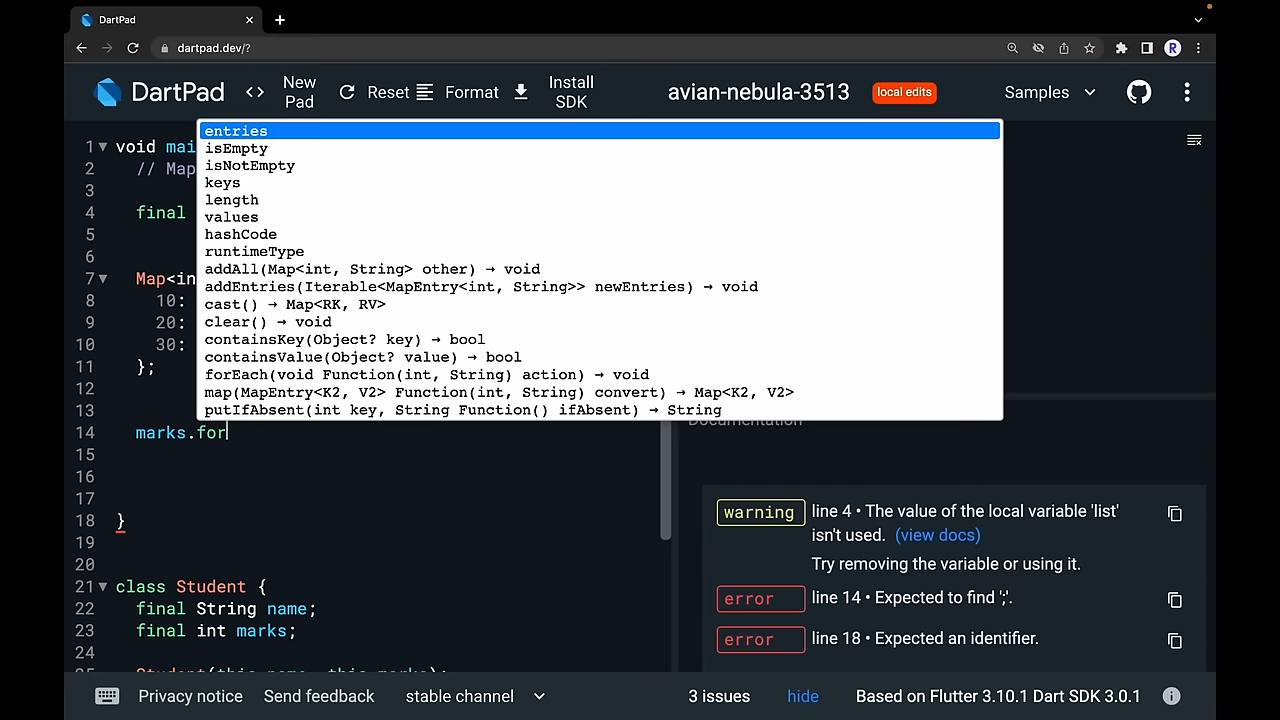 DartPad
dartpad.dev/?
R
DartPad
<> New Pad
Reset
Format
Install SDK
avian-nebula-3513
local edits
Samples
1 void mai
2 // Map
3
4 final
5
6
7 Map<in
8 10:
9 20:
10 30:
11 };
12
13
14 marks.for
15
16
17
18 }
19
20
21 class Student {
22 final String name;
23 final int marks;
24
entries
isEmpty
isNotEmpty
keys
length
values
hashCode
runtimeType
addAll(Map<int, String> other) → void
addEntries(Iterable<MapEntry<int, String>> newEntries) → void
cast() → Map<RK, RV>
clear() → void
containsKey(Object? key) → bool
containsValue(Object? value) → bool
forEach(void Function(int, String) action) → void
map(MapEntry<K2, V2> Function(int, String) convert) → Map<K2, V2>
putIfAbsent(int key, String Function() ifAbsent) → String
Documentation
warning line 4 • The value of the local variable 'list'
isn't used. (view docs)
Try removing the variable or using it.
error line 14 • Expected to find ';'.
error line 18 • Expected an identifier.
Privacy notice
Send feedback
stable channel
3 issues
hide
Based on Flutter 3.10.1 Dart SDK 3.0.1